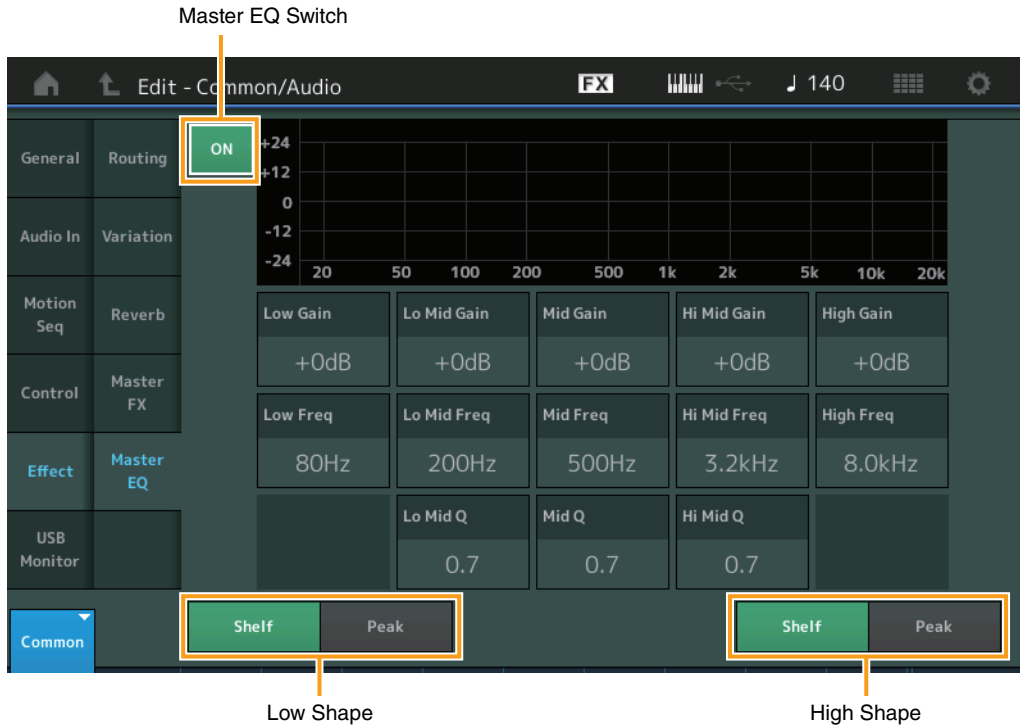 Master EQ Switch
Edit - Common/Audio FX 140
General Routing ON
Audio In Variation
Motion Seq Reverb
Control Master FX
Effect Master EQ
USB Monitor
Common
+24
+12
0
-12
-24
20 50 100 200 500 1k 2k 5k 10k 20k
Low Gain Lo Mid Gain Mid Gain Hi Mid Gain High Gain
+0dB +0dB +0dB +0dB +0dB
Low Freq Lo Mid Freq Mid Freq Hi Mid Freq High Freq
80Hz 200Hz 500Hz 3.2kHz 8.0kHz
Lo Mid Q Mid Q Hi Mid Q
0.7 0.7 0.7
Shelf Peak Shelf Peak
Low Shape High Shape